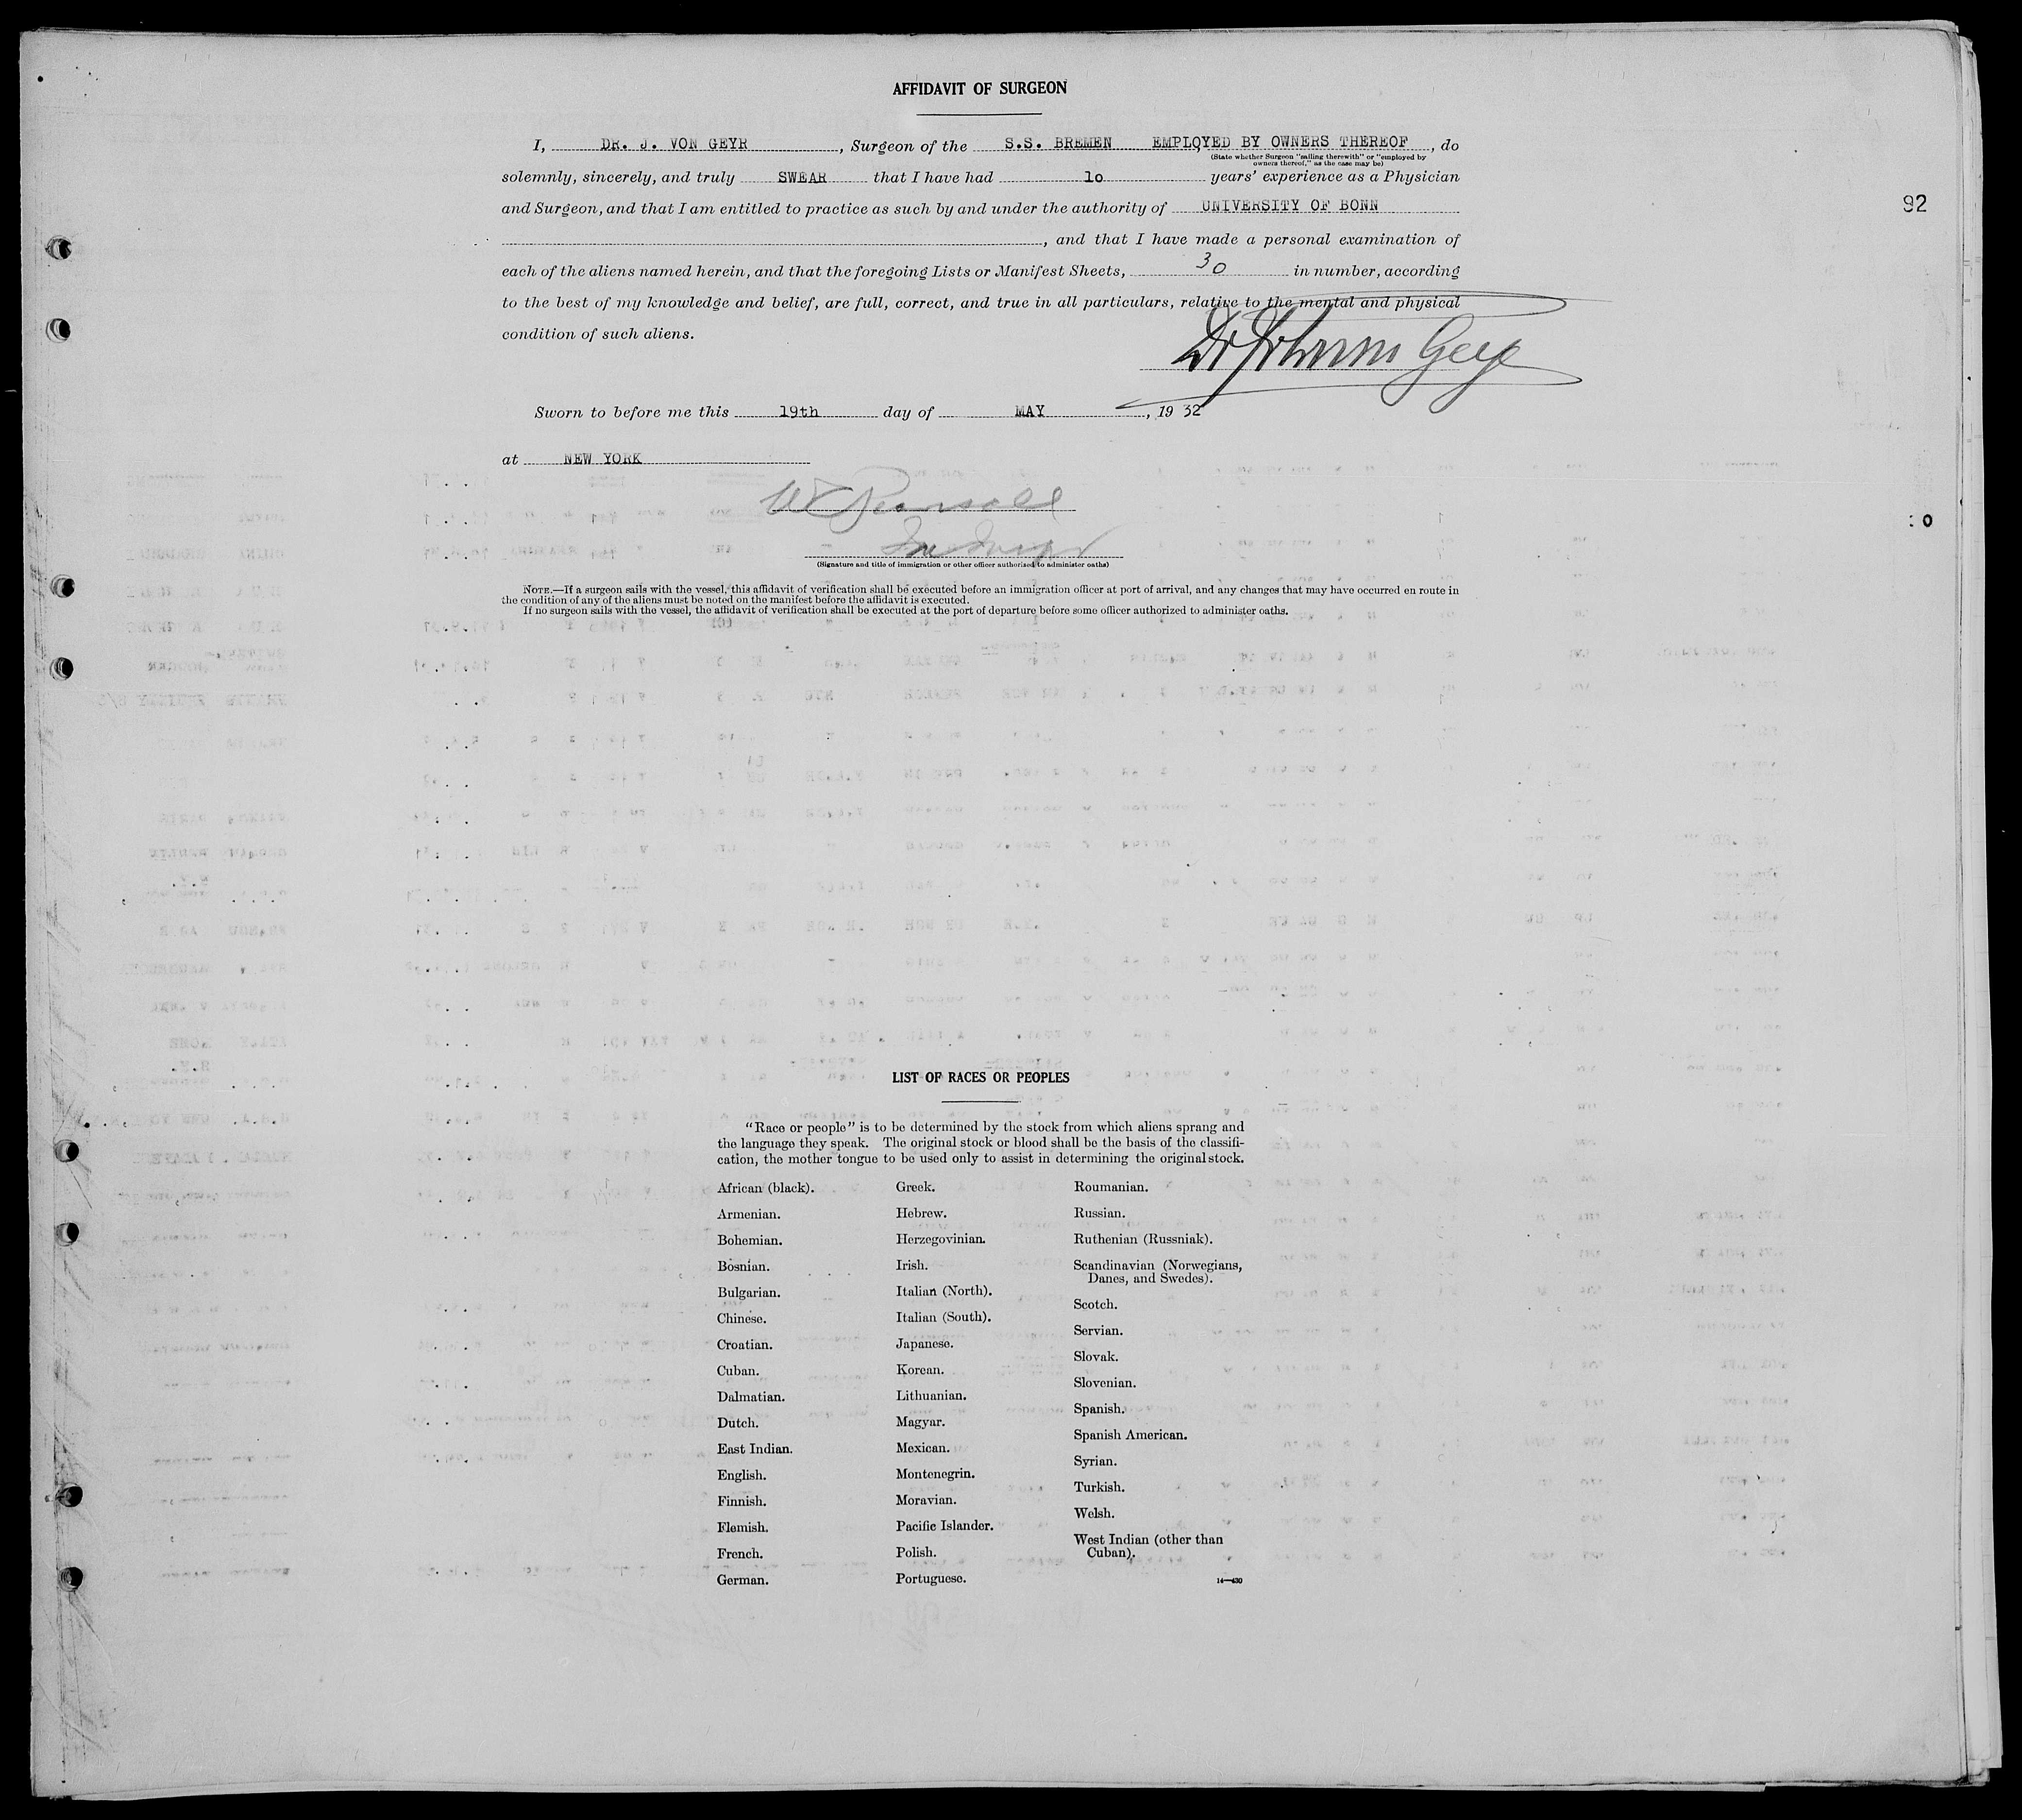 AFFIDAVIT OF SURGEON
I, DR. J. VON GEYR, Surgeon of the S.S. BREMEN EMPLOYED BY OWNERS THEREOF, do
(State whether Surgeon "sailing therewith" or "employed by
owners thereof," as the case may be)
solemnly, sincerely, and truly SWEAR that I have had 1o years' experience as a Physician
and Surgeon, and that I am entitled to practice as such by and under the authority of UNIVERSITY OF BONN
92
, and that I have made a personal examination of
each of the aliens named herein, and that the foregoing Lists or Manifest Sheets, 30 in number, according
to the best of my knowledge and belief, are full, correct, and true in all particulars, relative to the mental and physical
condition of such aliens.
Dr Johann Geyr
Sworn to before me this 19th day of MAY, 1932
at NEW YORK
(Signature and title of immigration or other officer authorized to administer oaths)
NOTE.—If a surgeon sails with the vessel, this affidavit of verification shall be executed before an immigration officer at port of arrival, and any changes that may have occurred en route in
the condition of any of the aliens must be noted on the manifest before the affidavit is executed.
If no surgeon sails with the vessel, the affidavit of verification shall be executed at the port of departure before some officer authorized to administer oaths.
LIST OF RACES OR PEOPLES
"Race or people" is to be determined by the stock from which aliens sprang and
the language they speak. The original stock or blood shall be the basis of the classifi-
cation, the mother tongue to be used only to assist in determining the original stock.
African (black).
Armenian.
Bohemian.
Bosnian.
Bulgarian.
Chinese.
Croatian.
Cuban.
Dalmatian.
Dutch.
East Indian.
English.
Finnish.
Flemish.
French.
German.
Greek.
Hebrew.
Herzegovinian.
Irish.
Italian (North).
Italian (South).
Japanese.
Korean.
Lithuanian.
Magyar.
Mexican.
Montenegrin.
Moravian.
Pacific Islander.
Polish.
Portuguese.
Roumanian.
Russian.
Ruthenian (Russniak).
Scandinavian (Norwegians,
Danes, and Swedes).
Scotch.
Servian.
Slovak.
Slovenian.
Spanish.
Spanish American.
Syrian.
Turkish.
Welsh.
West Indian (other than
Cuban).
14—430